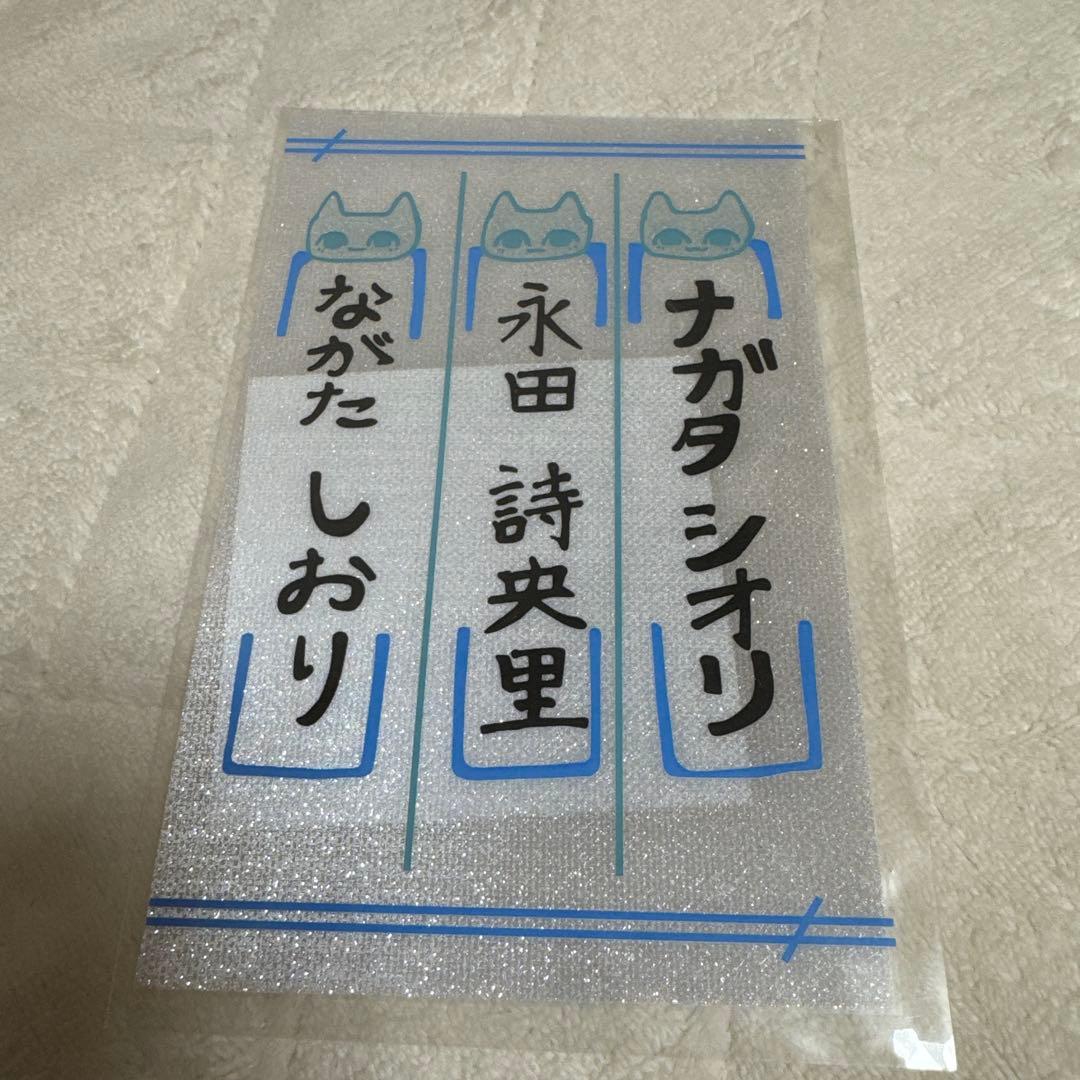 ナガタ シオリ
永田 詩央里
ながた しおり